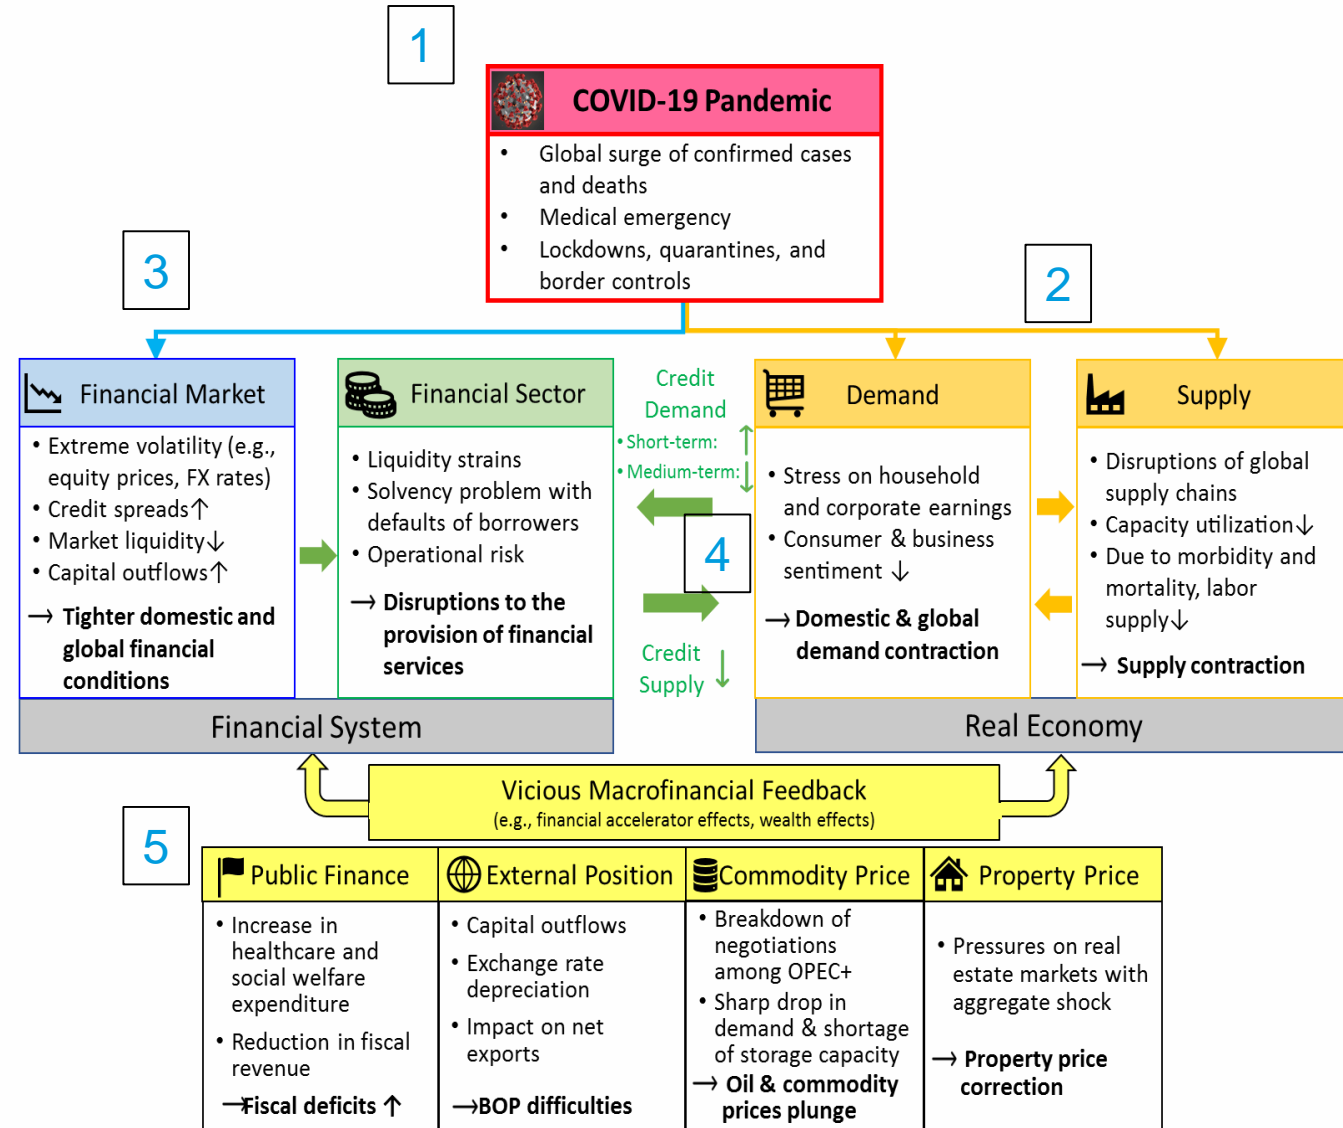 1
COVID-19 Pandemic
• Global surge of confirmed cases
and deaths
• Medical emergency
• Lockdowns, quarantines, and
border controls
3
2
Financial Market
• Extreme volatility (e.g.,
equity prices, FX rates)
• Credit spreads↑
• Market liquidity↓
• Capital outflows↑
→ Tighter domestic and
global financial
conditions
Financial Sector
• Liquidity strains
• Solvency problem with
defaults of borrowers
• Operational risk
→ Disruptions to the
provision of financial
services
Financial System
Credit
Demand
• Short-term: ↑
• Medium-term: ↓
4
Credit
Supply ↓
Demand
• Stress on household
and corporate earnings
• Consumer & business
sentiment ↓
→ Domestic & global
demand contraction
Supply
• Disruptions of global
supply chains
• Capacity utilization↓
• Due to morbidity and
mortality, labor
supply↓
→ Supply contraction
Real Economy
Vicious Macrofinancial Feedback
(e.g., financial accelerator effects, wealth effects)
5
Public Finance
• Increase in
healthcare and
social welfare
expenditure
• Reduction in fiscal
revenue
→Fiscal deficits ↑
External Position
• Capital outflows
• Exchange rate
depreciation
• Impact on net
exports
→BOP difficulties
Commodity Price
• Breakdown of
negotiations
among OPEC+
• Sharp drop in
demand & shortage
of storage capacity
→ Oil & commodity
prices plunge
Property Price
• Pressures on real
estate markets with
aggregate shock
→ Property price
correction